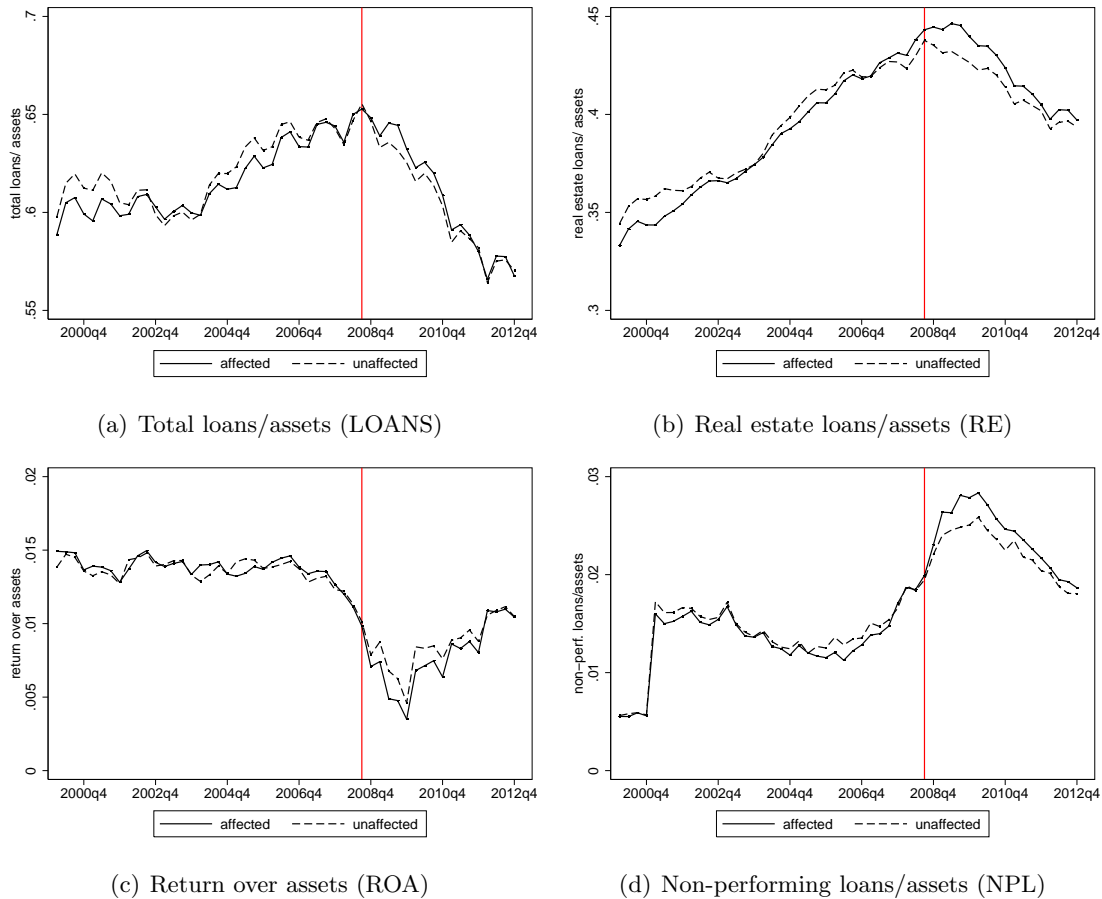 .7
.65
.6
.55
total loans/ assets
2000q4 2002q4 2004q4 2006q4 2008q4 2010q4 2012q4
affected unaffected
(a) Total loans/assets (LOANS)
.45
.4
.35
.3
real estate loans/ assets
2000q4 2002q4 2004q4 2006q4 2008q4 2010q4 2012q4
affected unaffected
(b) Real estate loans/assets (RE)
.02
.015
.01
.005
0
return over assets
2000q4 2002q4 2004q4 2006q4 2008q4 2010q4 2012q4
affected unaffected
(c) Return over assets (ROA)
.03
.02
.01
0
non−perf. loans/assets
2000q4 2002q4 2004q4 2006q4 2008q4 2010q4 2012q4
affected unaffected
(d) Non-performing loans/assets (NPL)